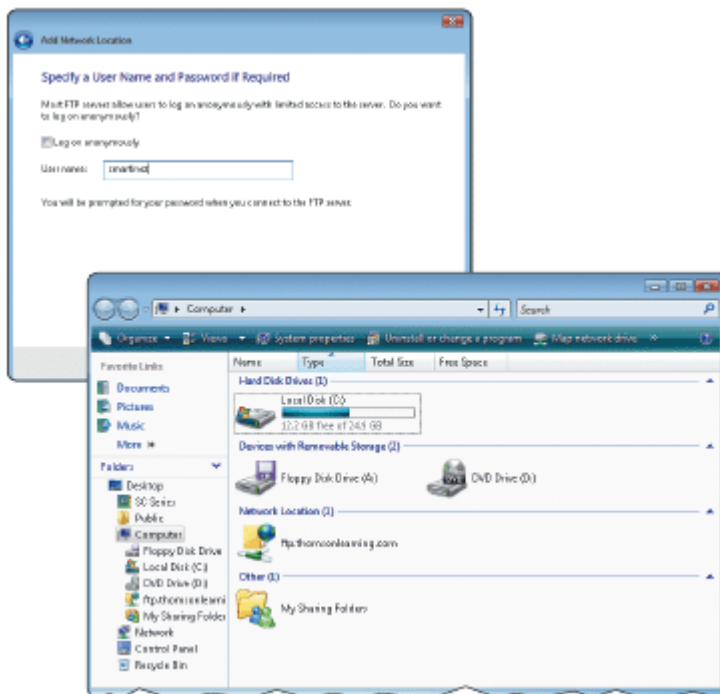 Add Network Location
Specify a User Name and Password if Required
Most FTP servers allow users to log on anonymously with limited access to the server. Do you want
to log on anonymously?
Log on anonymously
User name:
You will be prompted for your password when you connect to the FTP server.
Computer
Search
Organize Views System properties Uninstall or change a program Map network drive »
Favorite Links
Documents
Pictures
Music
More »
Folders
Desktop
SC Series
Public
Computer
Floppy Disk Drive
Local Disk (C:)
DVD Drive (D:)
ftp.thomsonlearni
My Sharing Folder
Network
Control Panel
Recycle Bin
Name Type Total Size Free Space
Hard Disk Drives (1)
Local Disk (C:)
12.2 GB free of 24.9 GB
Devices with Removable Storage (2)
Floppy Disk Drive (A:) DVD Drive (D:)
Network Location (1)
ftp.thomsonlearning.com
Other (1)
My Sharing Folders